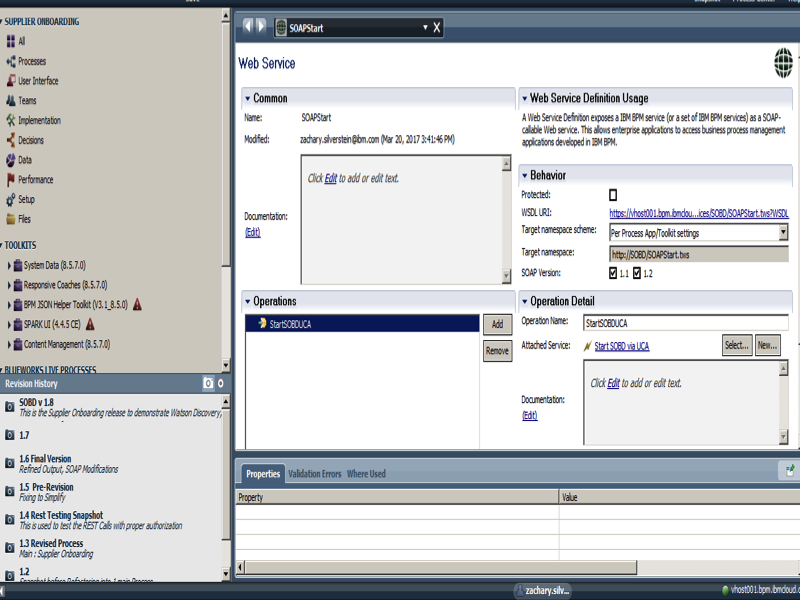 SUPPLIER ONBOARDING
All
Processes
User Interface
Teams
Implementation
Decisions
Data
Performance
Setup
Files
TOOLKITS
System Data (8.5.7.0)
Responsive Coaches (8.5.7.0)
BPM JSON Helper Toolkit (V3.1_8.5.0)
SPARK UI (4.4.5 CE)
Content Management (8.5.7.0)
BLUEWORKS LIVE PROCESSES
Revision History
SOBD v 1.8
This is the Supplier Onboarding release to demonstrate Watson Discovery,
1.7
1.6 Final Version
Refined Output, SOAP Modifications
1.5 Pre-Revision
Fixing to Simplify
1.4 Rest Testing Snapshot
This is used to test the REST Calls with proper authorization
1.3 Revised Process
Main : Supplier Onboarding
1.2
Snapshot before Refactoring into 1 main Process
SOAPStart
Web Service
Common
Name: SOAPStart
Modified: zachary.silverstein@ibm.com (Mar 20, 2017 3:41:46 PM)
Documentation:
(Edit)
Click Edit to add or edit text.
Web Service Definition Usage
A Web Service Definition exposes a IBM BPM service (or a set of IBM BPM services) as a SOAP-
callable Web service. This allows enterprise applications to access business process management
applications developed in IBM BPM.
Behavior
Protected:
WSDL URI: https://vhost001.bpm.ibmclou...ices/SOBD/SOAPStart.tws?WSDL
Target namespace scheme: Per Process App/Toolkit settings
Target namespace: http://SOBD/SOAPStart.tws
SOAP Version: 1.1 1.2
Operations
StartSOBDUCA
Add
Remove
Operation Detail
Operation Name: StartSOBDUCA
Attached Service: Start SOBD via UCA Select... New...
Documentation:
(Edit)
Click Edit to add or edit text.
Properties Validation Errors Where Used
Property Value
zachary.silv...
vhost001.bpm.ibmcloud.c